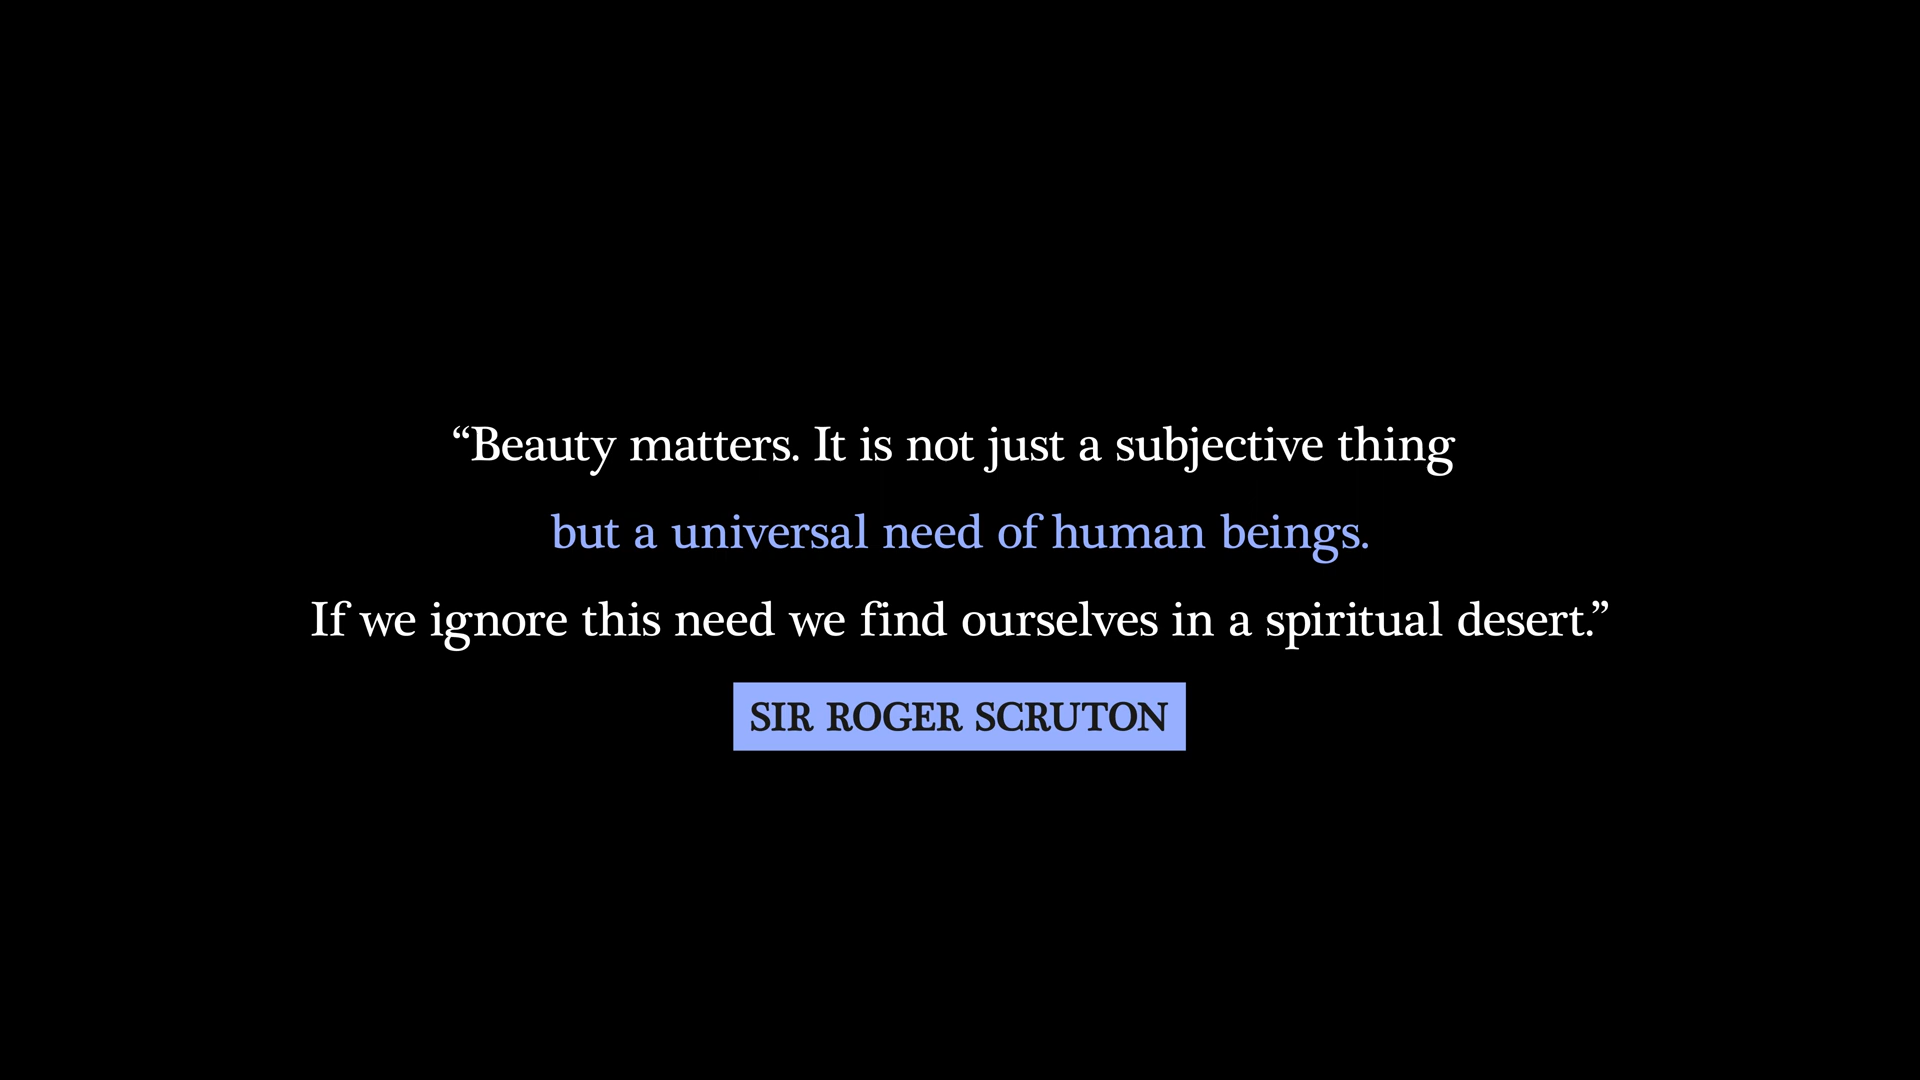 “Beauty matters. It is not just a subjective thing
but a universal need of human beings.
If we ignore this need we find ourselves in a spiritual desert.”
SIR ROGER SCRUTON